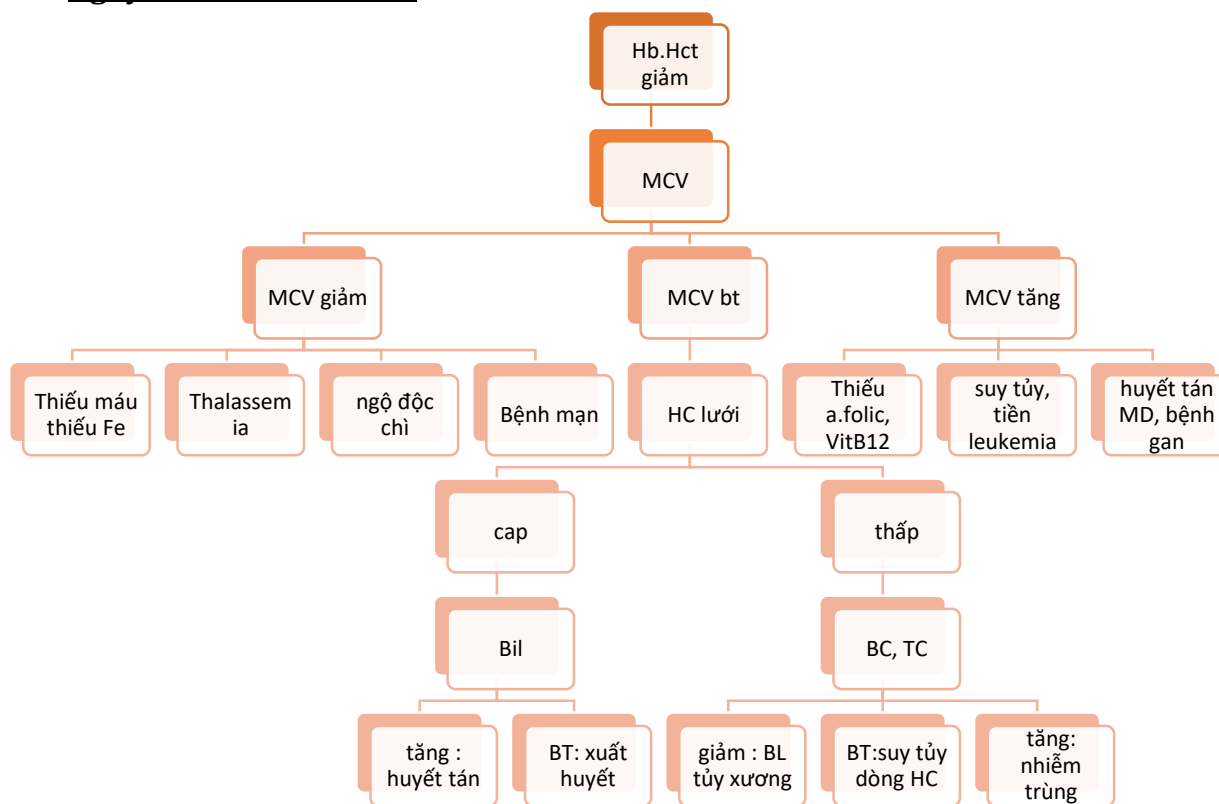 Hb.Hct
giảm
MCV
MCV giảm
MCV bt
MCV tăng
Thiếu máu
thiếu Fe
Thalassem
ia
ngộ độc
chì
Bệnh mạn
HC lưới
Thiếu
a.folic,
VitB12
suy tủy,
tiền
leukemia
huyết tán
MD, bệnh
gan
cap
thấp
Bil
BC, TC
tăng :
huyết tán
BT: xuất
huyết
giảm : BL
tủy xương
BT:suy tủy
dòng HC
tăng:
nhiễm
trùng